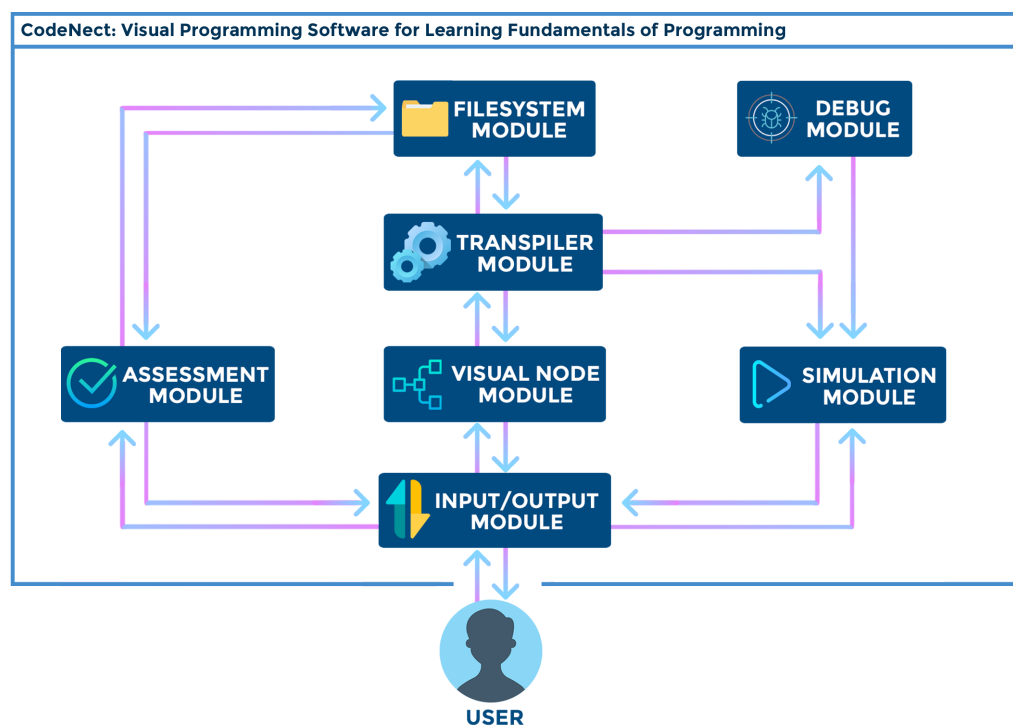 CodeNect: Visual Programming Software for Learning Fundamentals of Programming
FILESYSTEM
MODULE
DEBUG
MODULE
TRANSPILER
MODULE
ASSESSMENT
MODULE
VISUAL NODE
MODULE
SIMULATION
MODULE
INPUT/OUTPUT
MODULE
USER